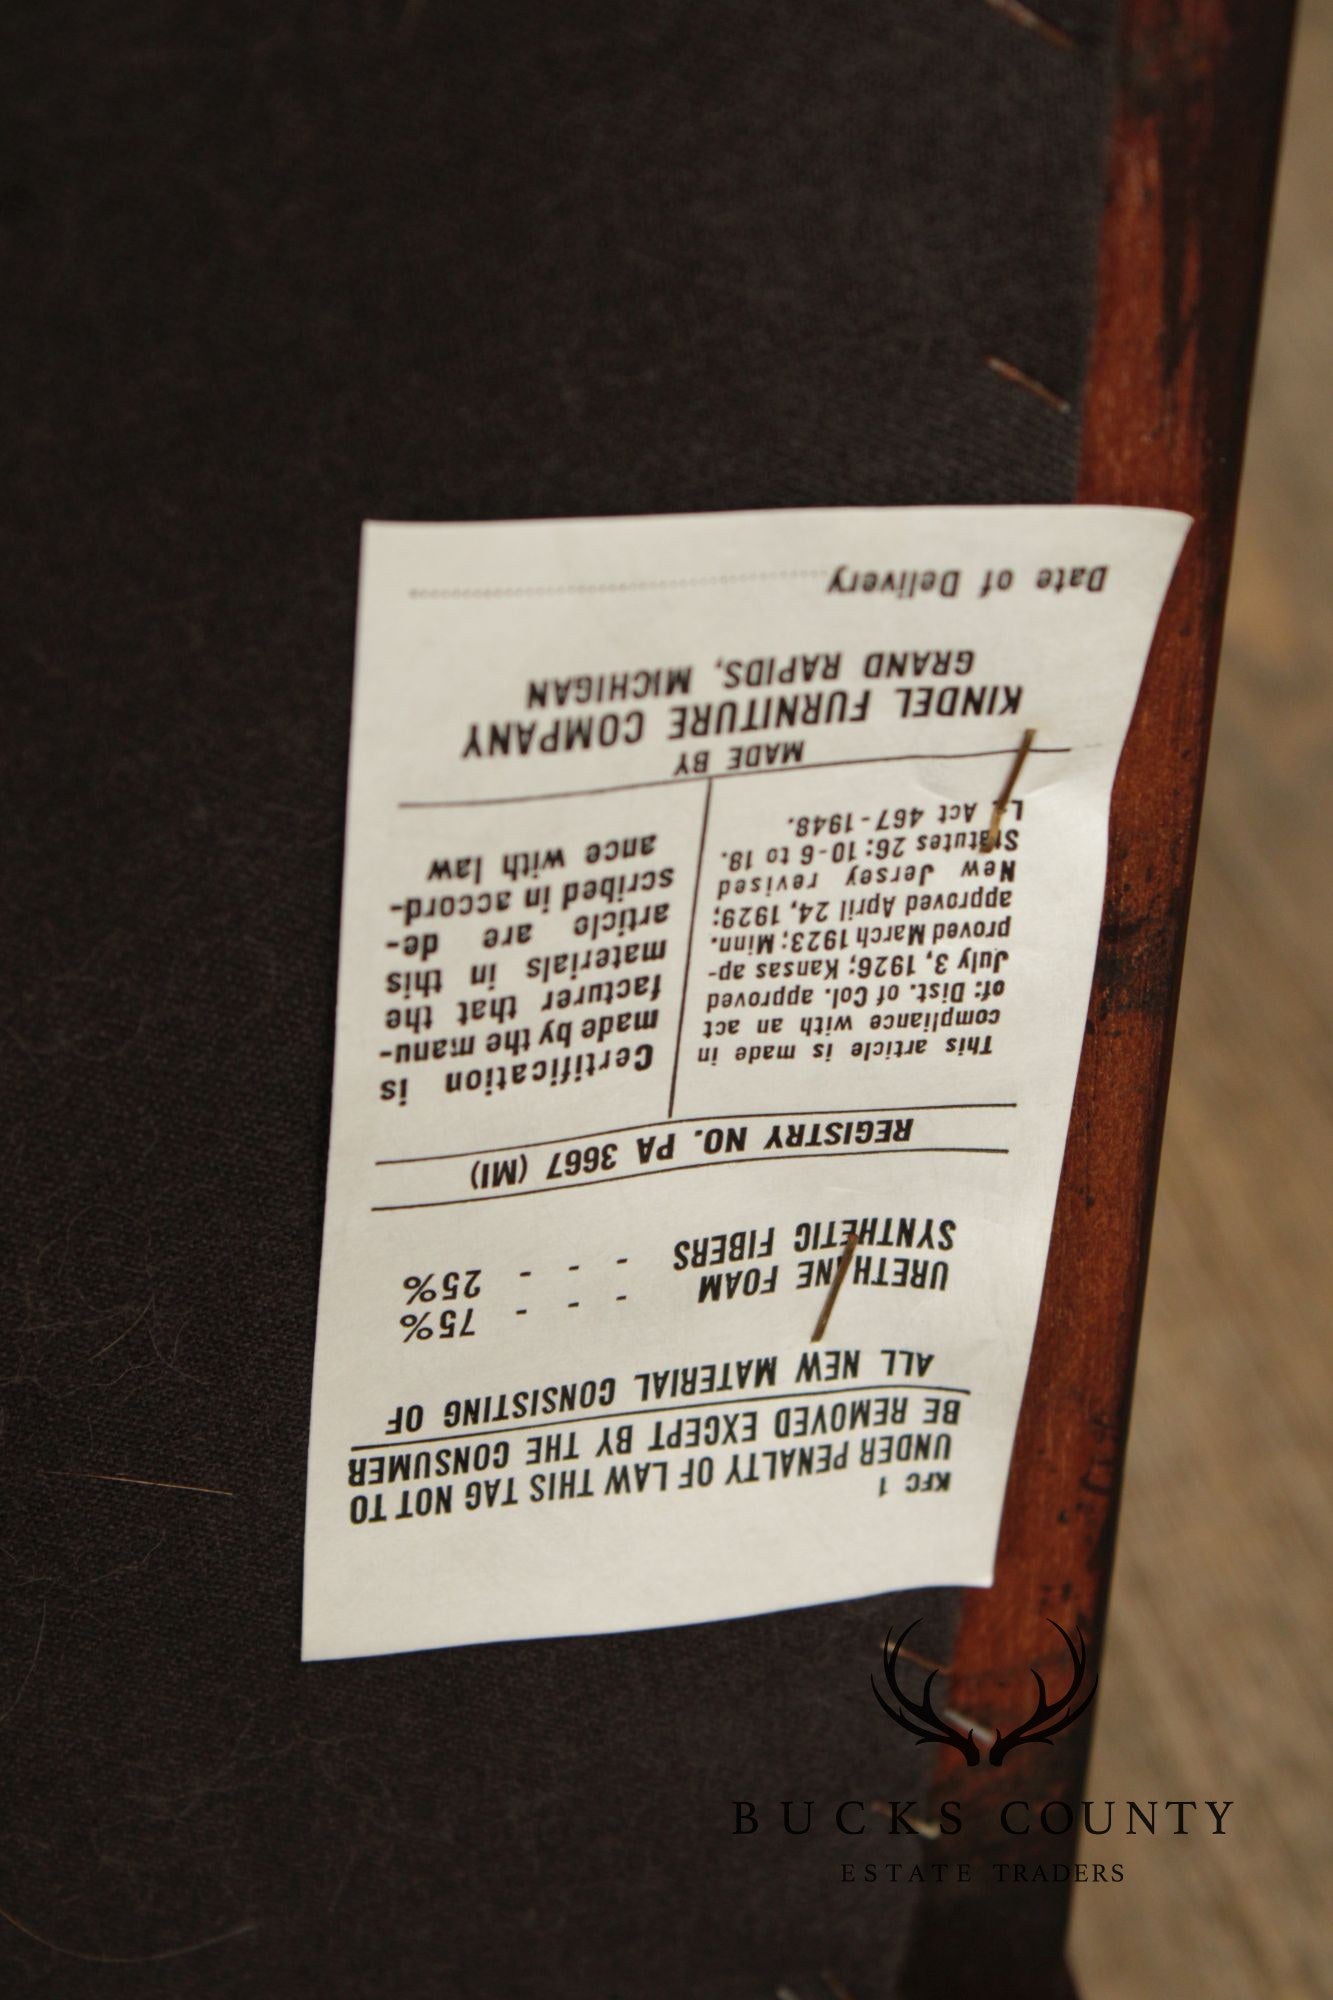 KFC 1
UNDER PENALTY OF LAW THIS TAG NOT TO
BE REMOVED EXCEPT BY THE CONSUMER
ALL NEW MATERIAL CONSISTING OF
URETHANE FOAM - - - 75%
SYNTHETIC FIBERS - - - 25%
REGISTRY NO. PA 3667 (MI)
This article is made in
compliance with an act
of: Dist. of Col. approved
July 3, 1926; Kansas ap-
proved March 1923; Minn.
approved April 24, 1929;
New Jersey revised
Statutes 26: 10-6 to 18.
La. Act 467-1948.
Certification is
made by the manu-
facturer that the
materials in this
article are de-
scribed in accord-
ance with law
MADE BY
KINDEL FURNITURE COMPANY
GRAND RAPIDS, MICHIGAN
Date of Delivery
BUCKS COUNTY
ESTATE TRADERS